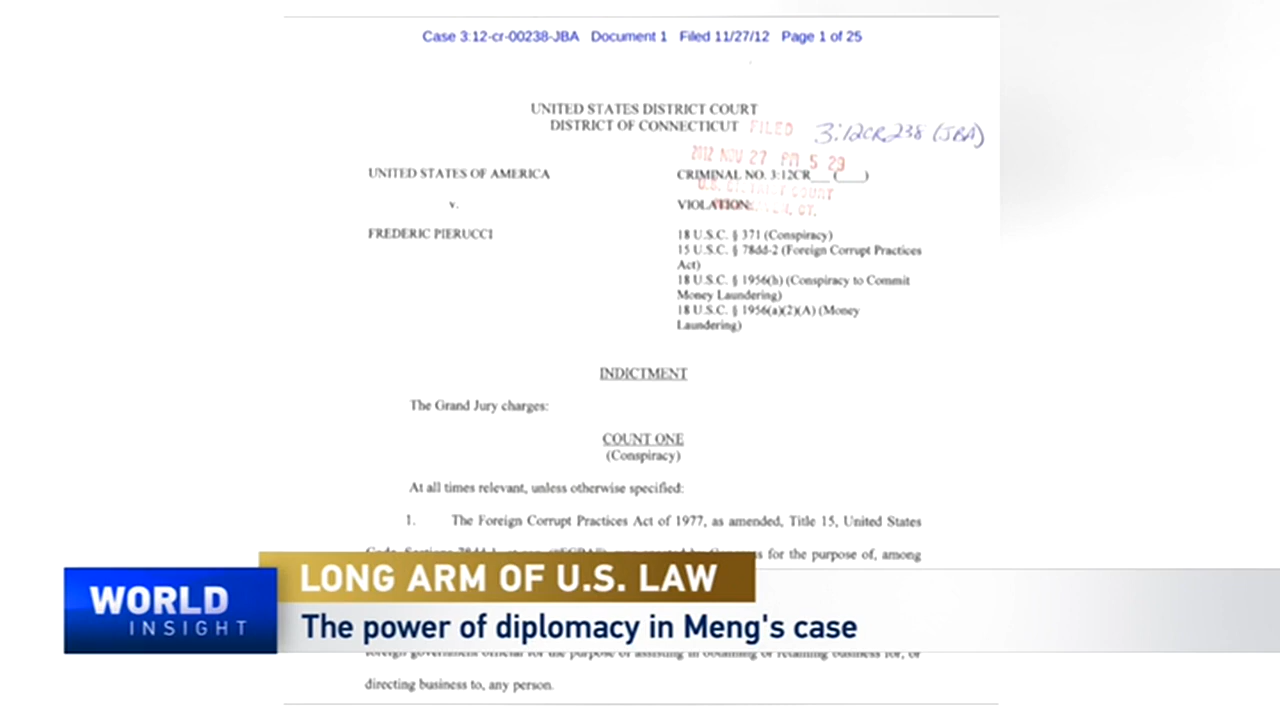 Case 3:12-cr-00238-JBA Document 1 Filed 11/27/12 Page 1 of 25
UNITED STATES DISTRICT COURT
DISTRICT OF CONNECTICUT
FILED
3:12CR238 (JBA)
2012 NOV 27 PM 5 29
UNITED STATES OF AMERICA
CRIMINAL NO. 3:12CR___ (____)
v.
VIOLATION:
FREDERIC PIERUCCI
18 U.S.C. § 371 (Conspiracy)
15 U.S.C. § 78dd-2 (Foreign Corrupt Practices
Act)
18 U.S.C. § 1956(h) (Conspiracy to Commit
Money Laundering)
18 U.S.C. § 1956(a)(2)(A) (Money
Laundering)
INDICTMENT
The Grand Jury charges:
COUNT ONE
(Conspiracy)
At all times relevant, unless otherwise specified:
1. The Foreign Corrupt Practices Act of 1977, as amended, Title 15, United States
for the purpose of, among
LONG ARM OF U.S. LAW
WORLD
INSIGHT
The power of diplomacy in Meng's case
foreign government official for the purpose of assisting in obtaining or retaining business for, or
directing business to, any person.